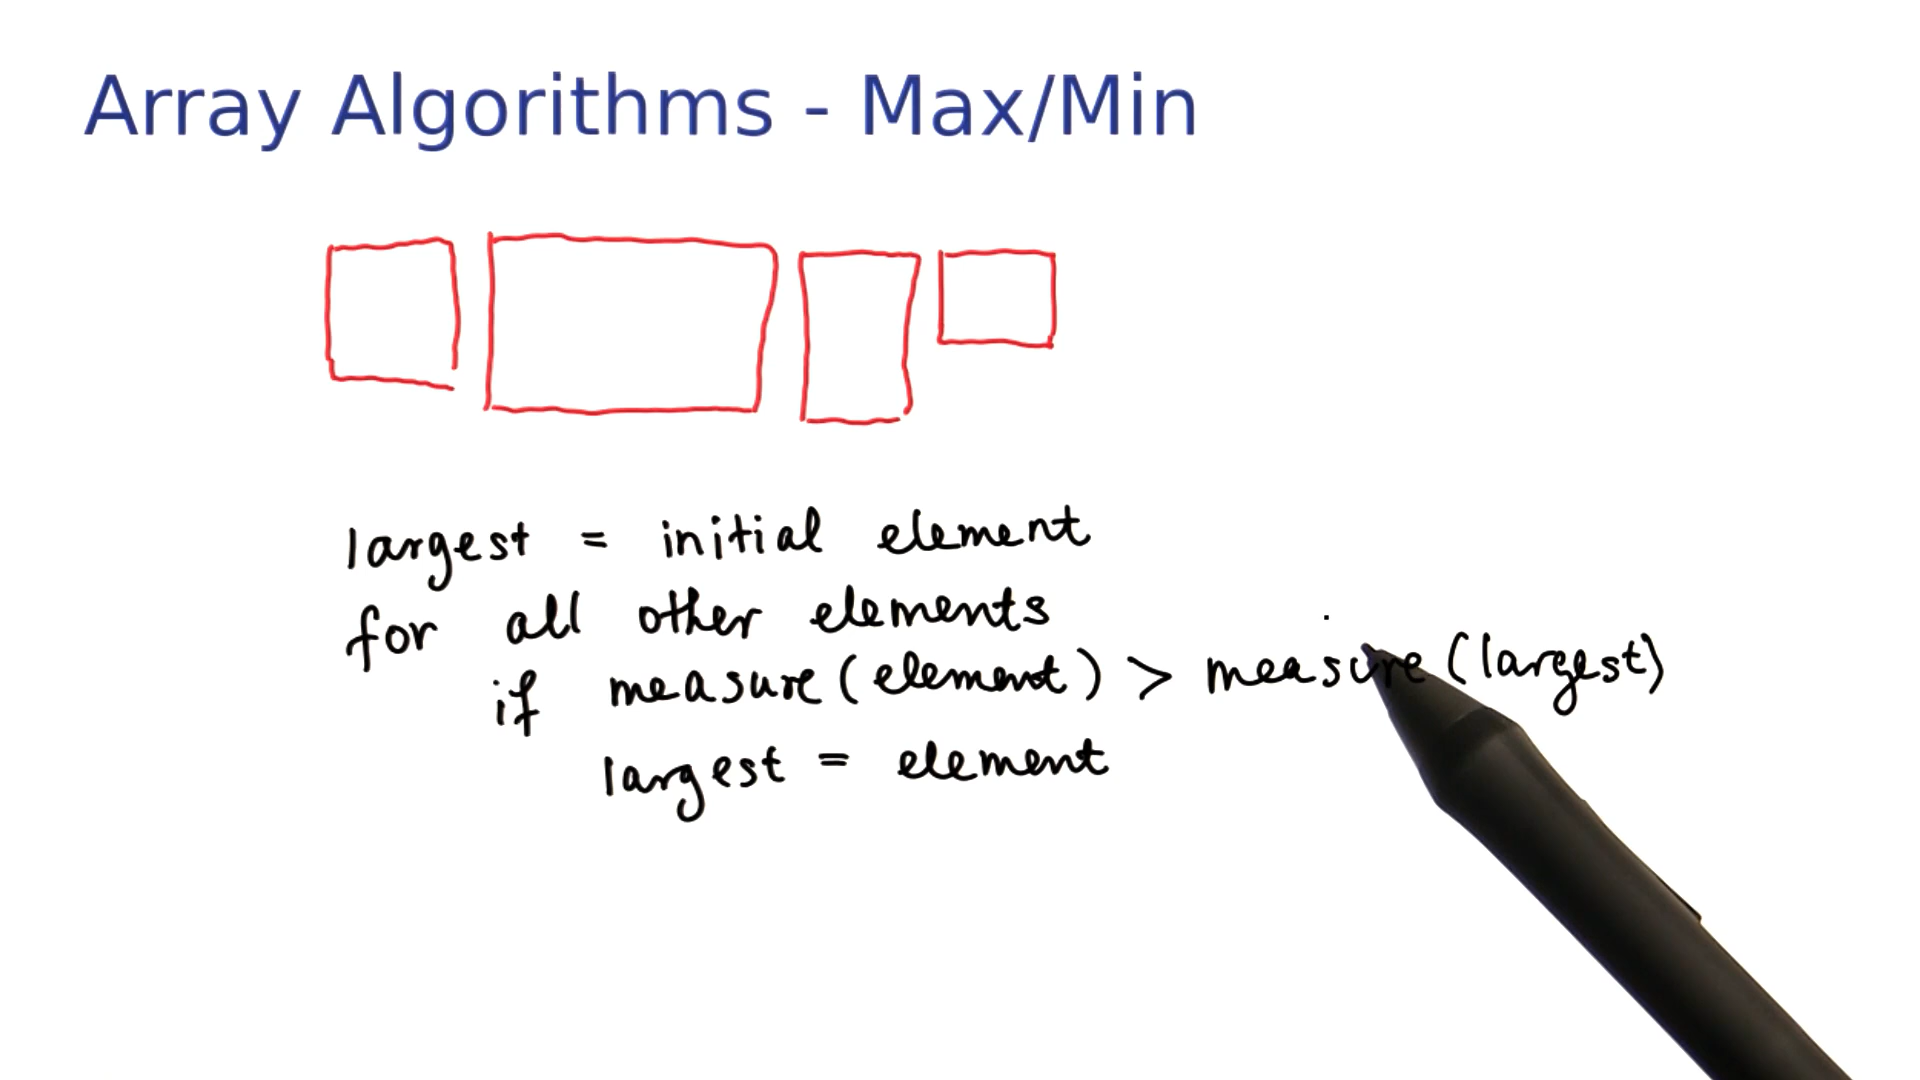 Array Algorithms - Max/Min
largest = initial element
for all other elements
if measure(element) > measure(largest)
largest = element